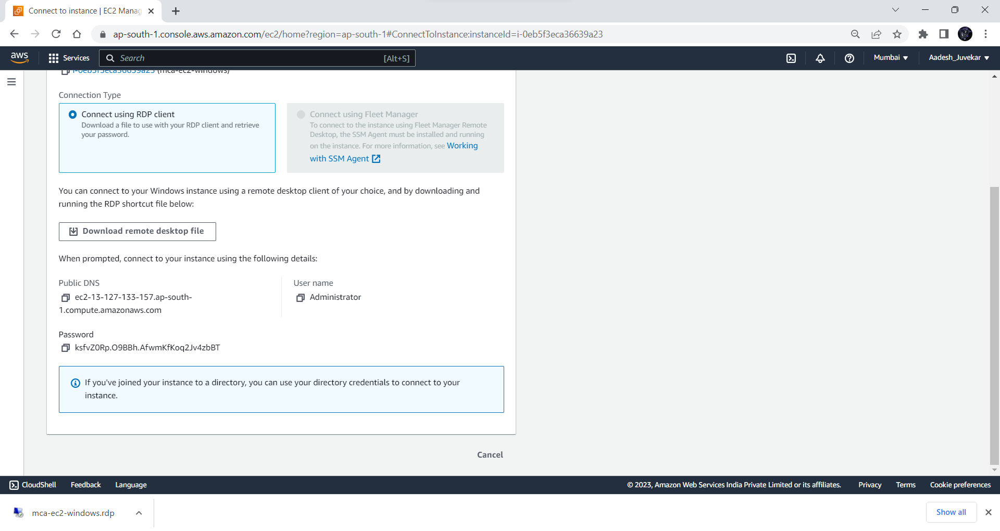 Connect to instance | EC2 Manag
ap-south-1.console.aws.amazon.com/ec2/home?region=ap-south-1#ConnectToInstance:instanceId=i-0eb5f3eca36639a23
aws
Services
Search
[Alt+S]
Mumbai
Aadesh_Juvekar
i-0eb5f3eca36639a23 (mca-ec2-windows)
Connection Type
Connect using RDP client
Download a file to use with your RDP client and retrieve
your password.
Connect using Fleet Manager
To connect to the instance using Fleet Manager Remote
Desktop, the SSM Agent must be installed and running
on the instance. For more information, see Working
with SSM Agent
You can connect to your Windows instance using a remote desktop client of your choice, and by downloading and
running the RDP shortcut file below:
Download remote desktop file
When prompted, connect to your instance using the following details:
Public DNS
ec2-13-127-133-157.ap-south-
1.compute.amazonaws.com
User name
Administrator
Password
ksfvZ0Rp.O9BBh.AfwmKfKoq2Jv4zbBT
If you've joined your instance to a directory, you can use your directory credentials to connect to your
instance.
Cancel
CloudShell
Feedback
Language
© 2023, Amazon Web Services India Private Limited or its affiliates.
Privacy
Terms
Cookie preferences
mca-ec2-windows.rdp
Show all